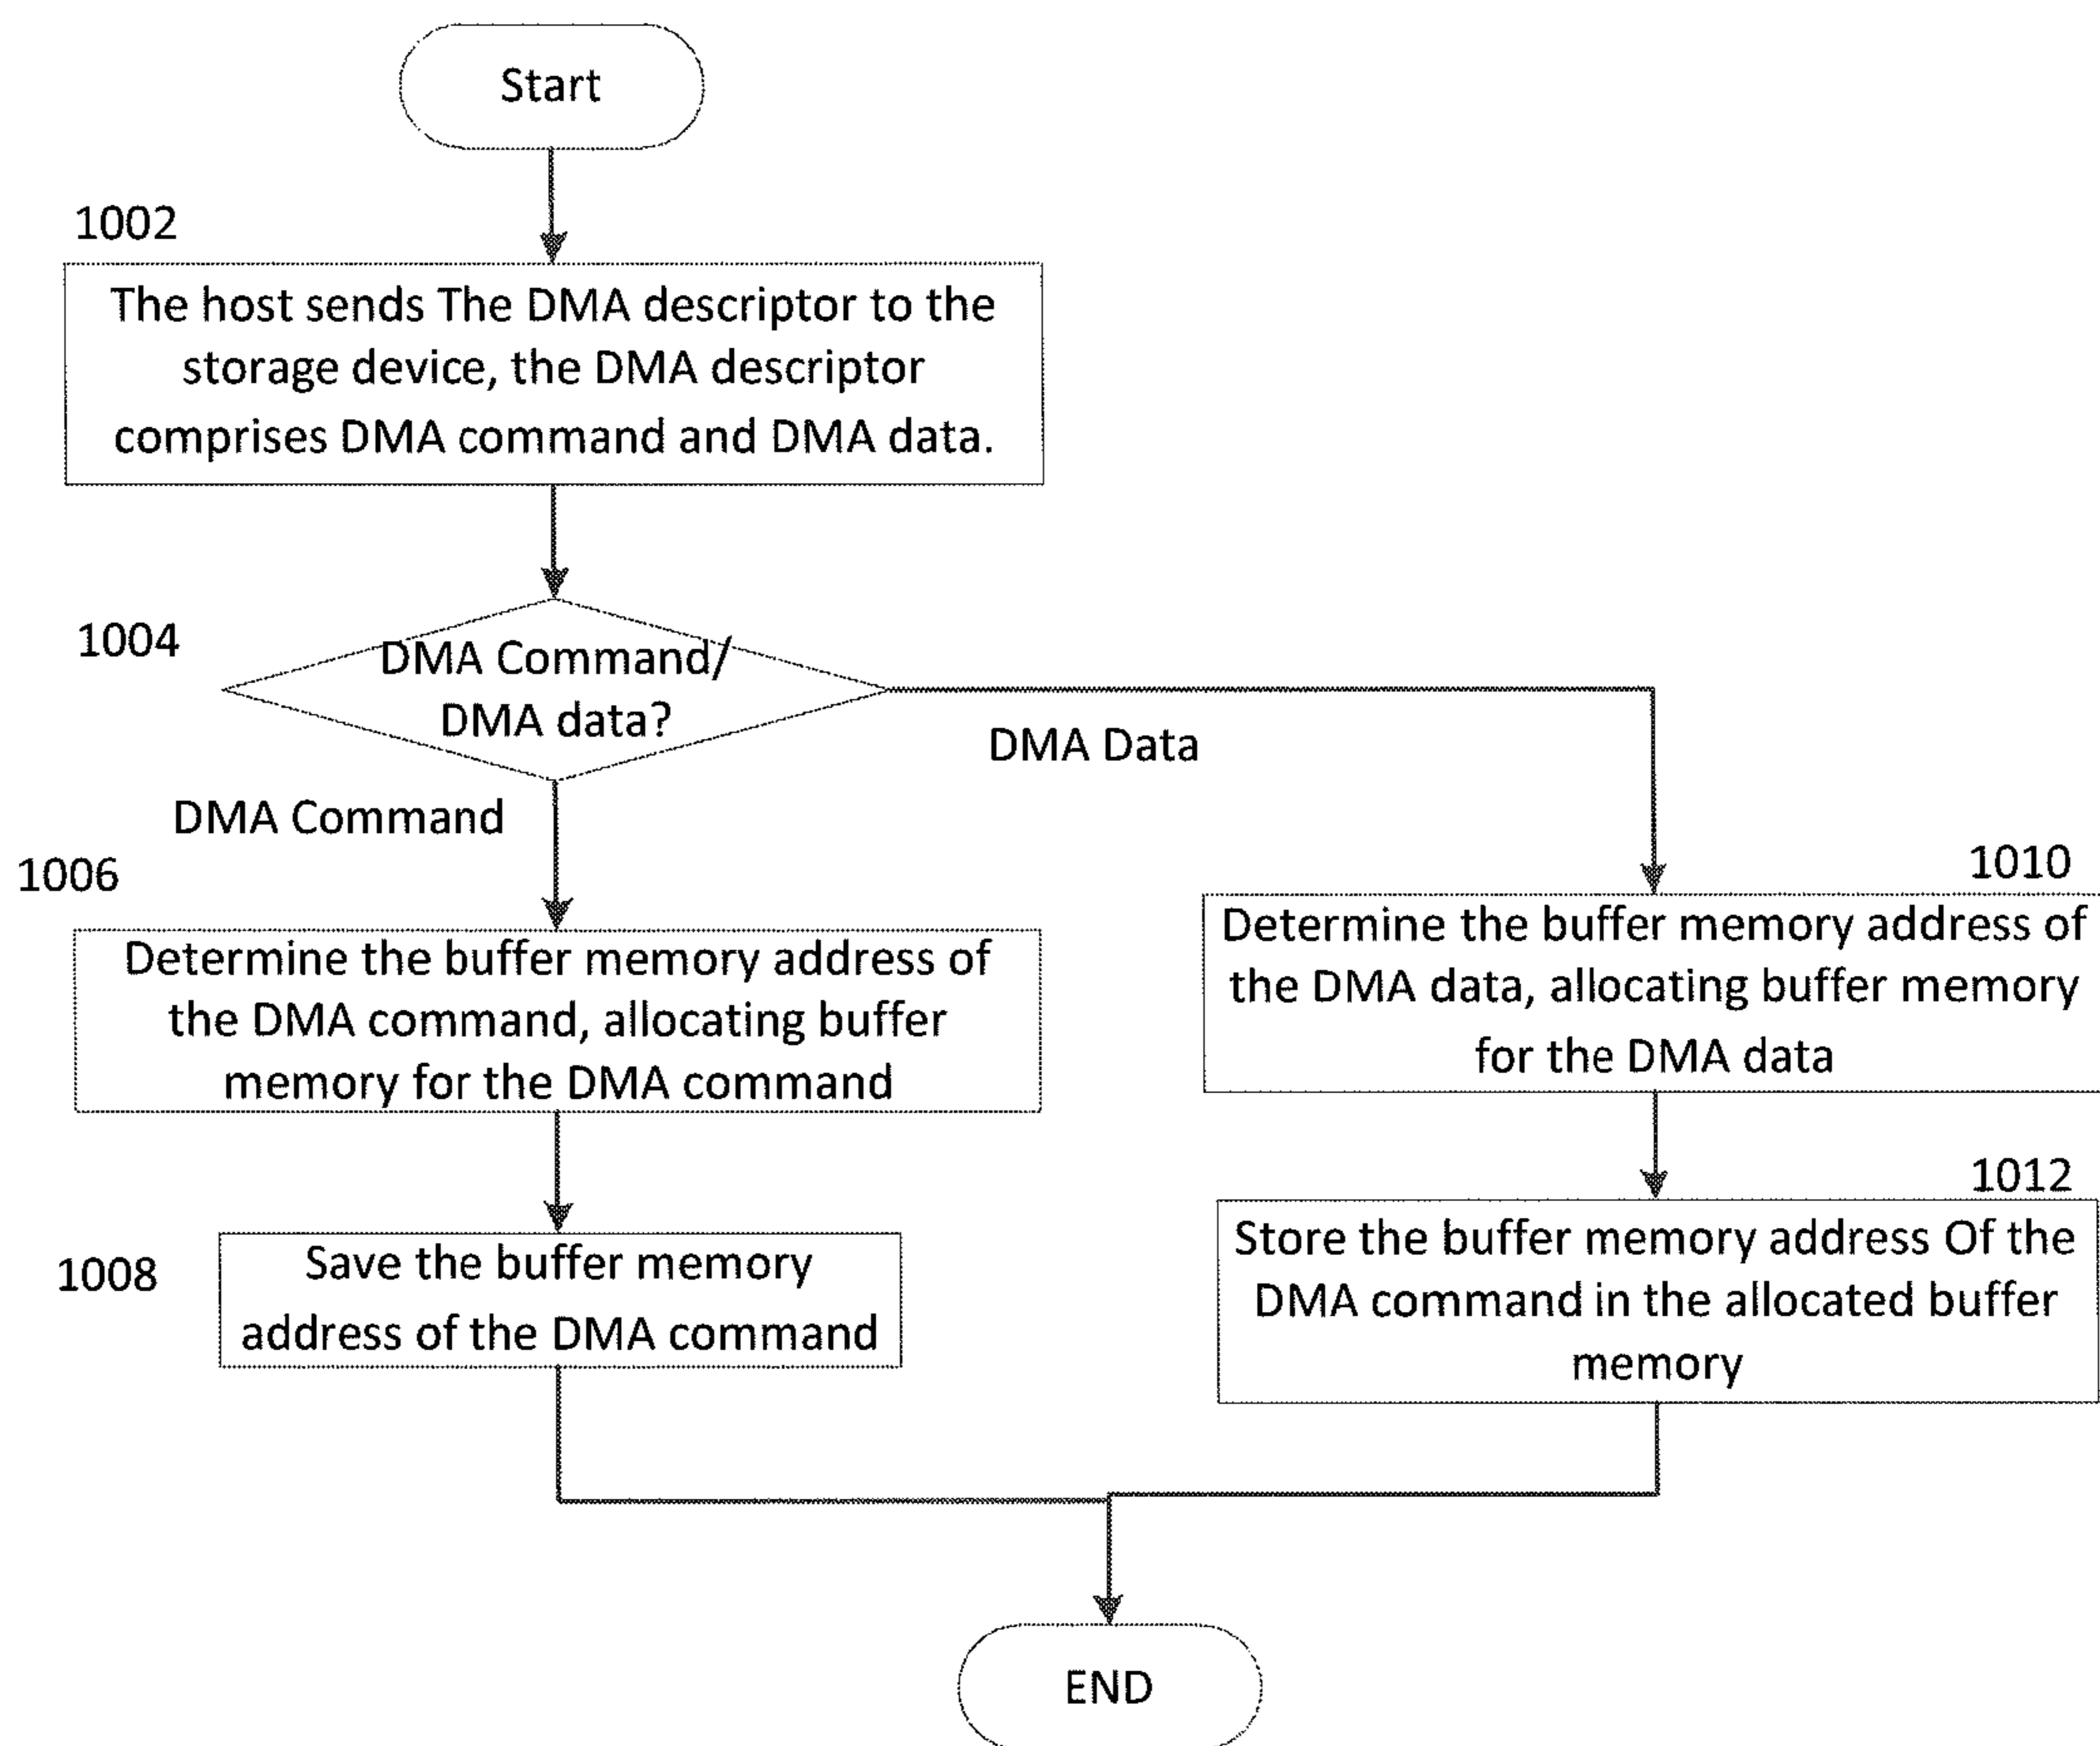 Start
1002
The host sends The DMA descriptor to the
storage device, the DMA descriptor
comprises DMA command and DMA data.
1004
DMA Command/
DMA data?
DMA Data
DMA Command
1006
Determine the buffer memory address of
the DMA command, allocating buffer
memory for the DMA command
1008
Save the buffer memory
address of the DMA command
1010
Determine the buffer memory address of
the DMA data, allocating buffer memory
for the DMA data
1012
Store the buffer memory address Of the
DMA command in the allocated buffer
memory
END